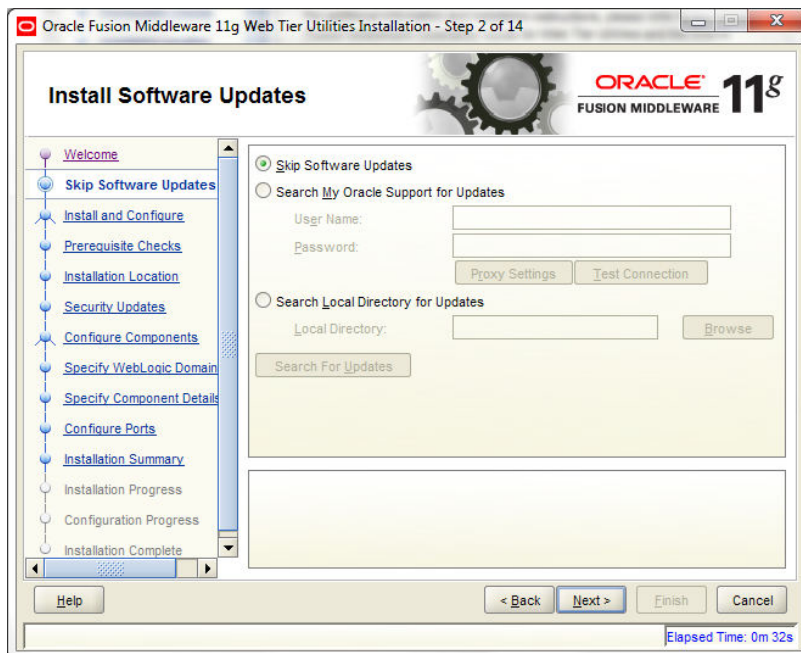 Oracle Fusion Middleware 11g Web Tier Utilities Installation - Step 2 of 14
Install Software Updates
ORACLE
FUSION MIDDLEWARE
11g
Welcome
Skip Software Updates
Install and Configure
Prerequisite Checks
Installation Location
Security Updates
Configure Components
Specify WebLogic Domain
Specify Component Details
Configure Ports
Installation Summary
Installation Progress
Configuration Progress
Installation Complete
Skip Software Updates
Search My Oracle Support for Updates
User Name:
Password:
Proxy Settings
Test Connection
Search Local Directory for Updates
Local Directory:
Browse
Search For Updates
Help
< Back
Next >
Finish
Cancel
Elapsed Time: 0m 32s